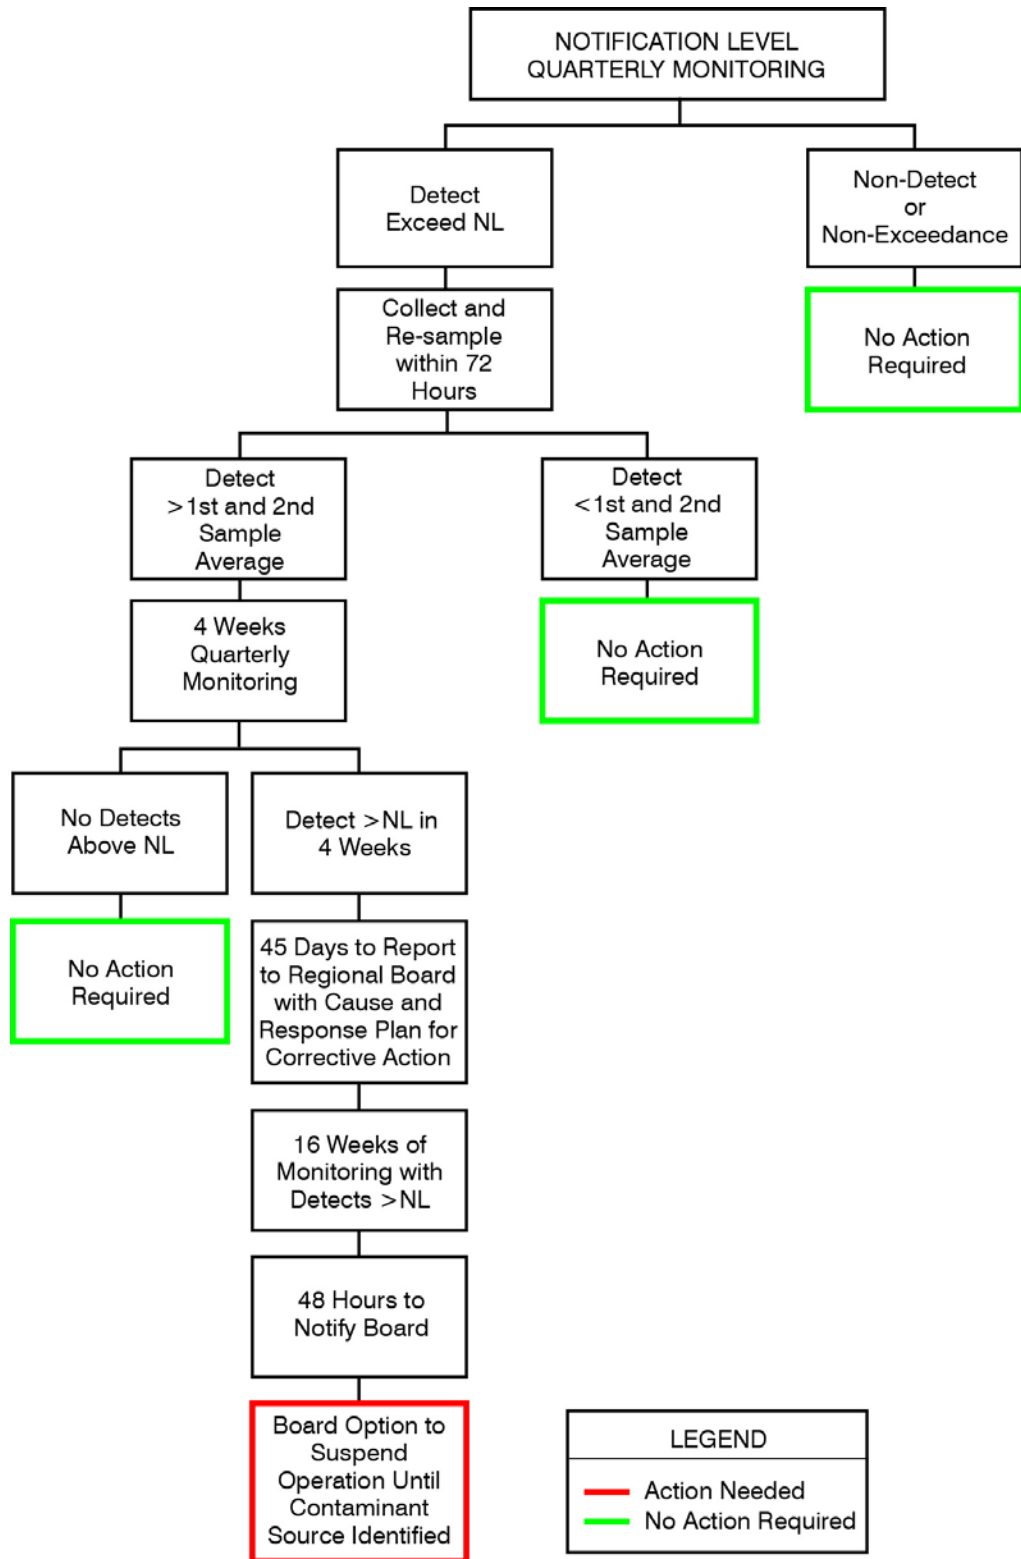 NOTIFICATION LEVEL
QUARTERLY MONITORING
Detect
Exceed NL
Non-Detect
or
Non-Exceedance
Collect and
Re-sample
within 72
Hours
No Action
Required
Detect
>1st and 2nd
Sample
Average
Detect
<1st and 2nd
Sample
Average
4 Weeks
Quarterly
Monitoring
No Action
Required
No Detects
Above NL
Detect >NL in
4 Weeks
No Action
Required
45 Days to Report
to Regional Board
with Cause and
Response Plan for
Corrective Action
16 Weeks of
Monitoring with
Detects >NL
48 Hours to
Notify Board
Board Option to
Suspend
Operation Until
Contaminant
Source Identified
LEGEND
Action Needed
No Action Required